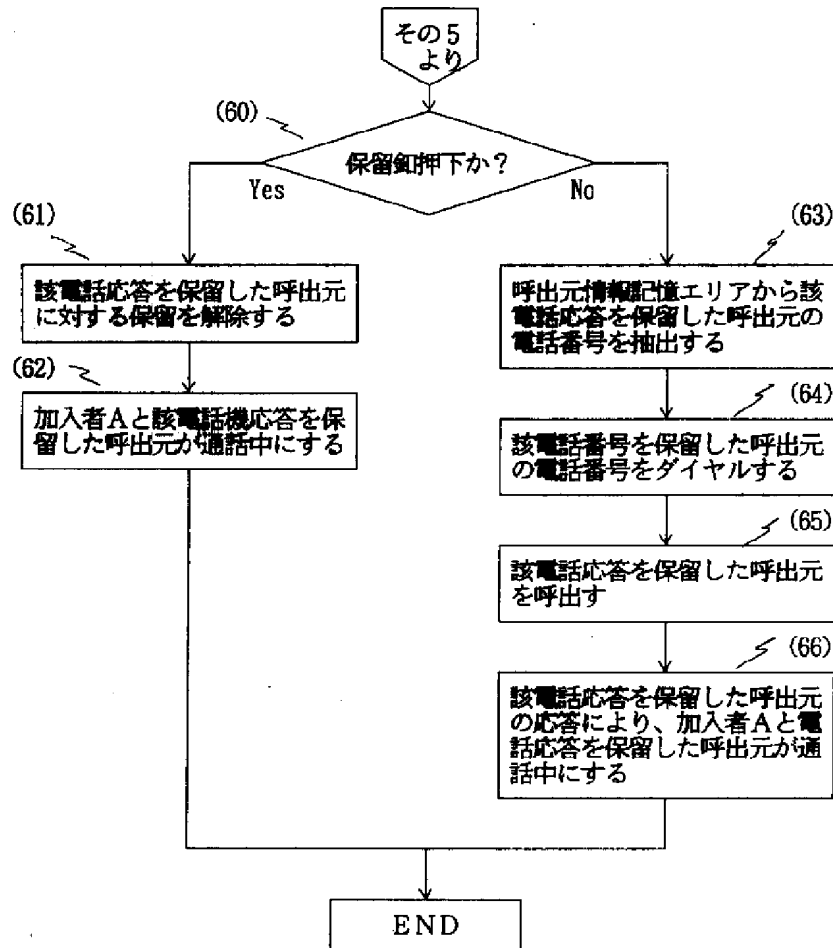 その5
より
(60)
保留釦押下か?
Yes
No
(61)
該電話応答を保留した呼出元
に対する保留を解除する
(62)
加入者Aと該電話機応答を保
留した呼出元が通話中にする
(63)
呼出元情報記憶エリアから該
電話応答を保留した呼出元の
電話番号を抽出する
(64)
該電話番号を保留した呼出元
の電話番号をダイヤルする
(65)
該電話応答を保留した呼出元
を呼出す
(66)
該電話応答を保留した呼出元
の応答により、加入者Aと電
話応答を保留した呼出元が通
話中にする
END